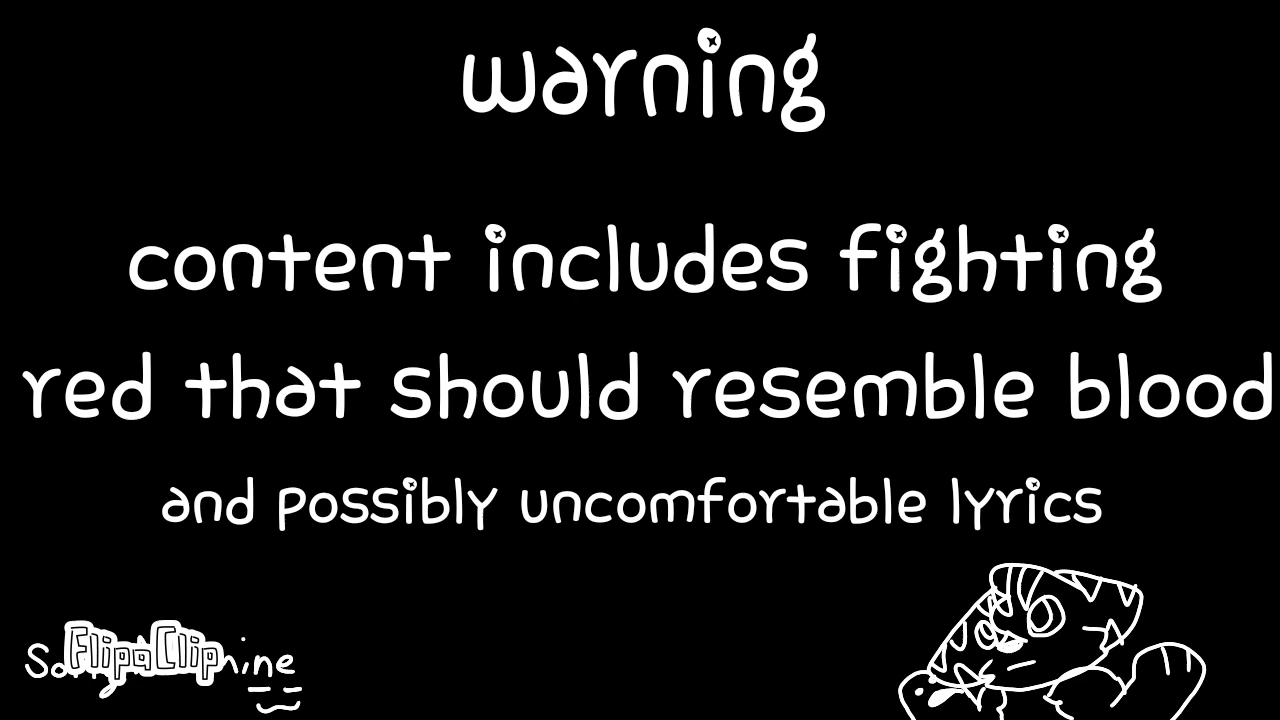 warning
content includes fighting
red that should resemble blood
and possibly uncomfortable lyrics
FlipaClip